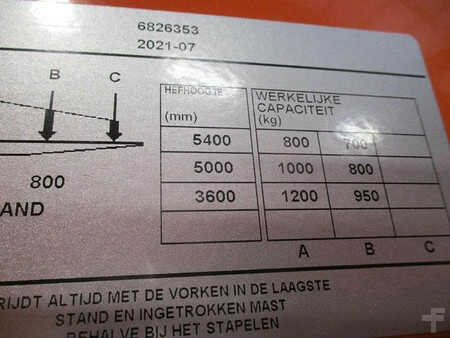 6826353
2021-07
B C
HEFHOOGTE
(mm)
WERKELIJKE
CAPACITEIT
(kg)
5400 800 700
5000 1000 800
3600 1200 950
800
AND
A B C
RIJDT ALTIJD MET DE VORKEN IN DE LAAGSTE
STAND EN INGETROKKEN MAST
BEHALVE BIJ HET STAPELEN